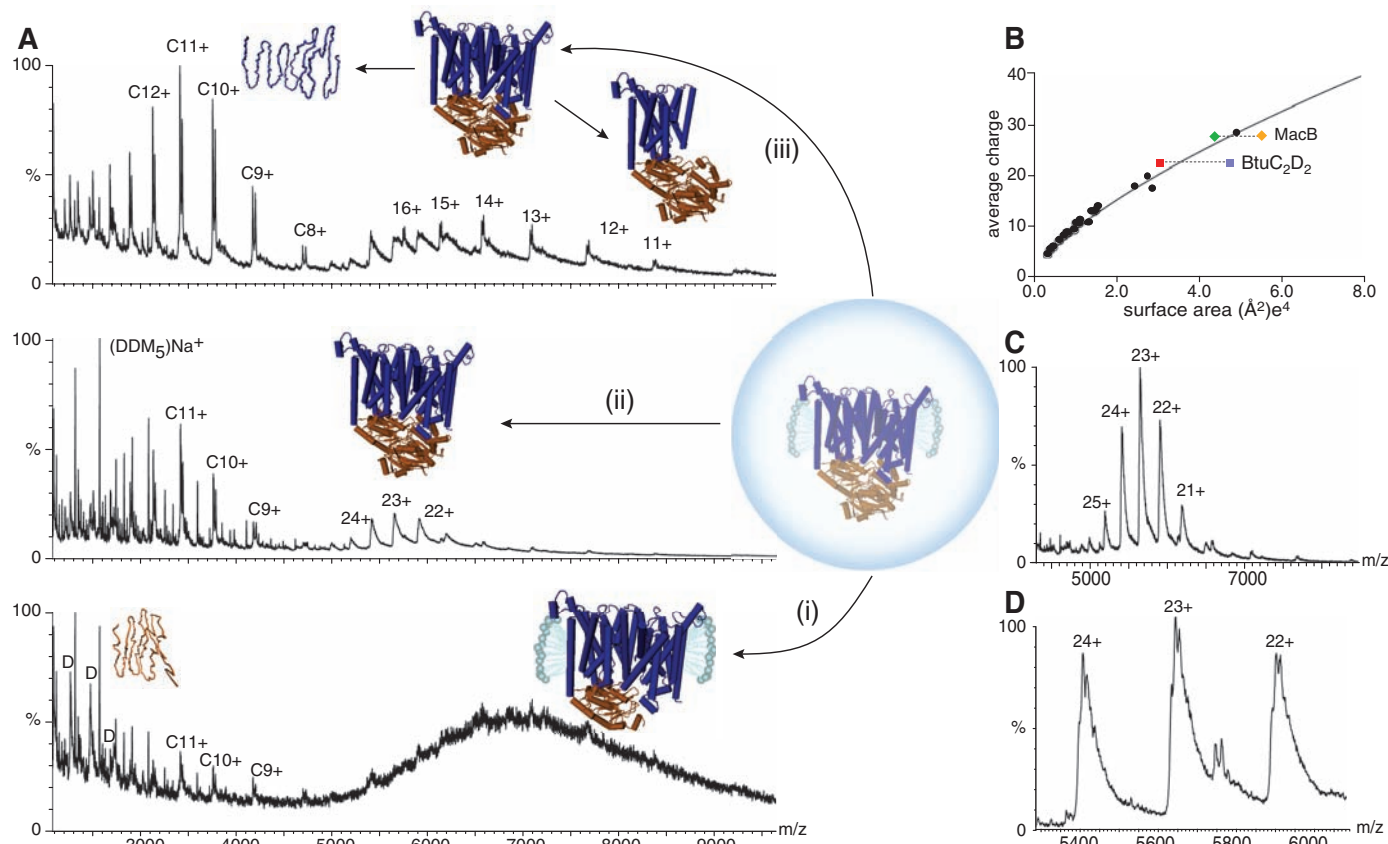 A
100
%
0
C12+
C11+
C10+
C9+
C8+
16+
15+
14+
13+
12+
11+
(iii)
100
%
0
(DDM5)Na+
C11+
C10+
C9+
24+
23+
22+
(ii)
100
%
0
D
D
D
C11+
C10+
C9+
(i)
m/z
3000
4000
5000
6000
7000
8000
9000
B
average charge
40
30
20
10
0
MacB
BtuC2D2
0.0 2.0 4.0 6.0 8.0
surface area (Å2)e4
C
100
%
0
25+
24+
23+
22+
21+
m/z
5000 7000
D
100
%
0
24+
23+
22+
5400 5600 5800 6000